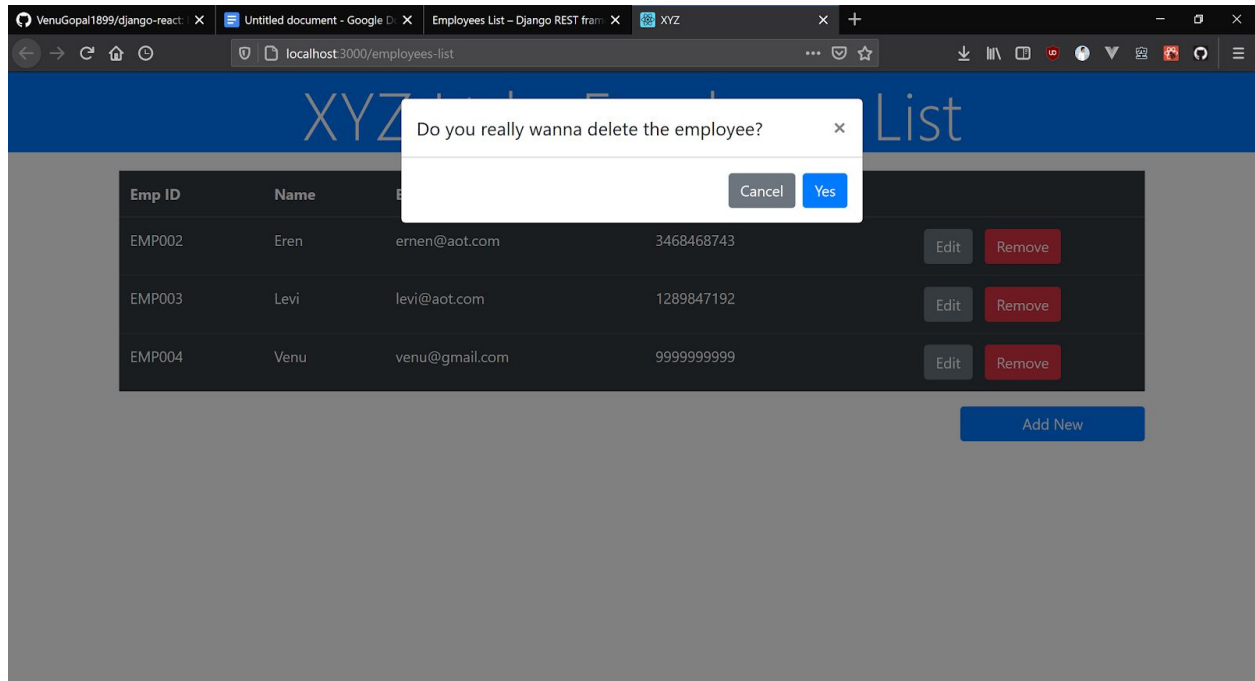 VenuGopal1899/django-react:
Untitled document - Google Do
Employees List – Django REST fram
XYZ
localhost:3000/employees-list
XYZ List
Do you really wanna delete the employee? ×
Cancel Yes
Emp ID Name
EMP002 Eren ernen@aot.com 3468468743 Edit Remove
EMP003 Levi levi@aot.com 1289847192 Edit Remove
EMP004 Venu venu@gmail.com 9999999999 Edit Remove
Add New